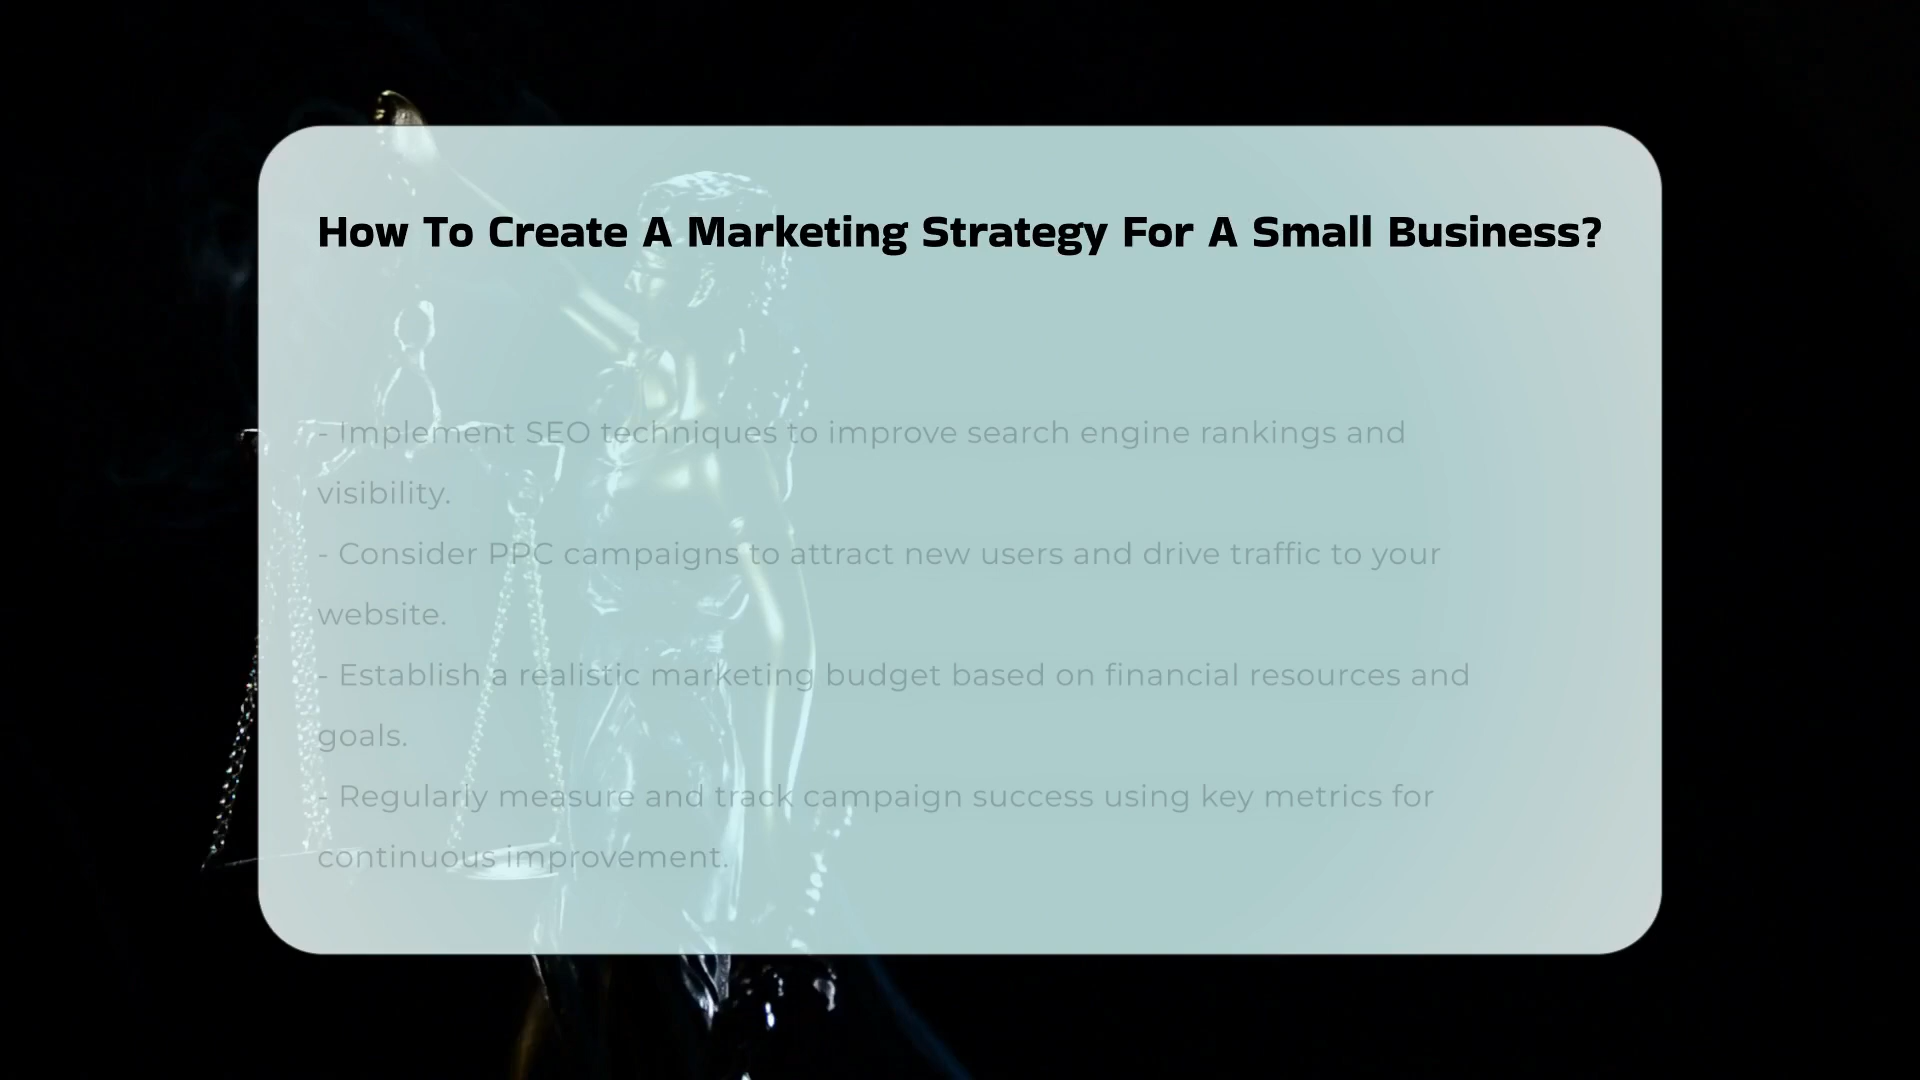 How To Create A Marketing Strategy For A Small Business?
- Implement SEO techniques to improve search engine rankings and
visibility.
- Consider PPC campaigns to attract new users and drive traffic to your
website.
- Establish a realistic marketing budget based on financial resources and
goals.
- Regularly measure and track campaign success using key metrics for
continuous improvement.